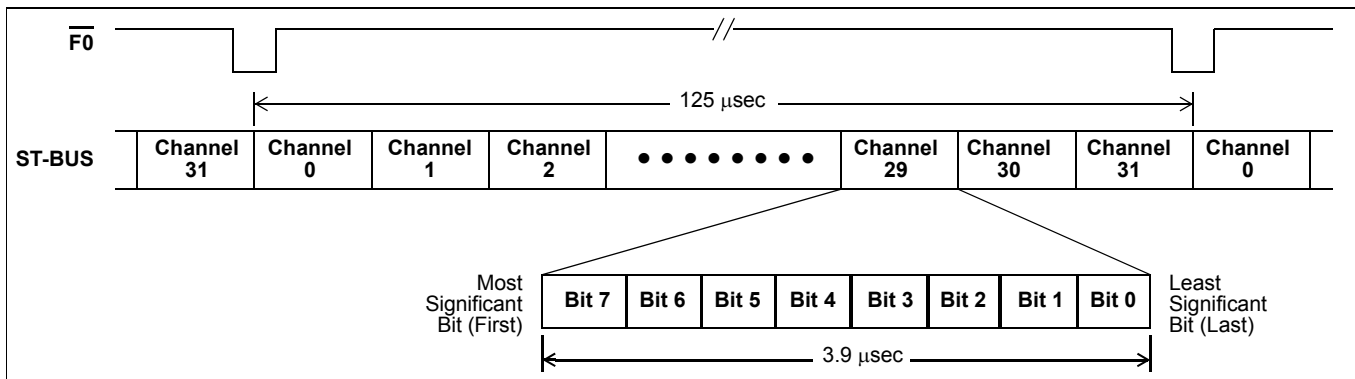 F0
125 μsec
ST-BUS
Channel 31
Channel 0
Channel 1
Channel 2
Channel 29
Channel 30
Channel 31
Channel 0
Most
Significant
Bit (First)
Bit 7 Bit 6 Bit 5 Bit 4 Bit 3 Bit 2 Bit 1 Bit 0
Least
Significant
Bit (Last)
3.9 μsec